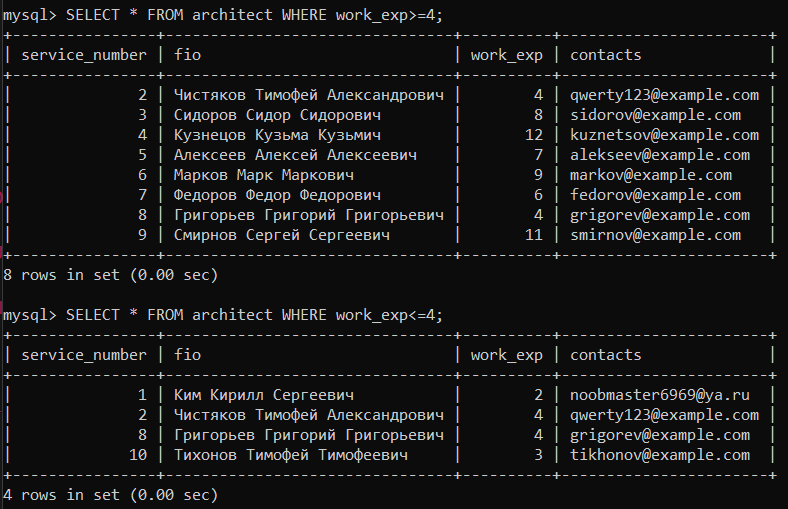 mysql> SELECT * FROM architect WHERE work_exp>=4;
+----------------+-------------------------------+----------+-----------------------+
| service_number | fio                           | work_exp | contacts              |
+----------------+-------------------------------+----------+-----------------------+
|              2 | Чистяков Тимофей Александрович |        4 | qwerty123@example.com |
|              3 | Сидоров Сидор Сидорович       |        8 | sidorov@example.com   |
|              4 | Кузнецов Кузьма Кузьмич       |       12 | kuznetsov@example.com |
|              5 | Алексеев Алексей Алексеевич   |        7 | alekseev@example.com  |
|              6 | Марков Марк Маркович          |        9 | markov@example.com    |
|              7 | Федоров Федор Федорович       |        6 | fedorov@example.com   |
|              8 | Григорьев Григорий Григорьевич |        4 | grigorev@example.com  |
|              9 | Смирнов Сергей Сергеевич      |       11 | smirnov@example.com   |
+----------------+-------------------------------+----------+-----------------------+
8 rows in set (0.00 sec)
mysql> SELECT * FROM architect WHERE work_exp<=4;
+----------------+-------------------------------+----------+-----------------------+
| service_number | fio                           | work_exp | contacts              |
+----------------+-------------------------------+----------+-----------------------+
|              1 | Ким Кирилл Сергеевич          |        2 | noobmaster6969@ya.ru  |
|              2 | Чистяков Тимофей Александрович |        4 | qwerty123@example.com |
|              8 | Григорьев Григорий Григорьевич |        4 | grigorev@example.com  |
|             10 | Тихонов Тимофей Тимофеевич    |        3 | tikhonov@example.com  |
+----------------+-------------------------------+----------+-----------------------+
4 rows in set (0.00 sec)